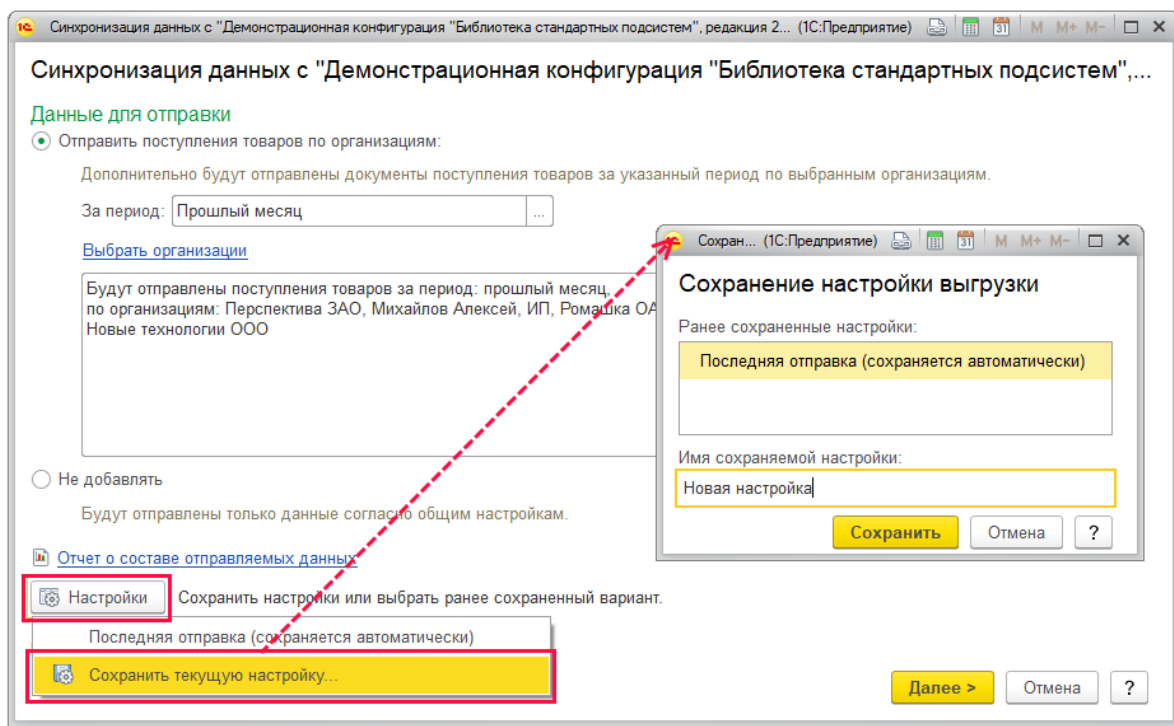 Синхронизация данных с "Демонстрационная конфигурация "Библиотека стандартных подсистем", редакция 2... (1С:Предприятие) M M+ M-
Синхронизация данных с "Демонстрационная конфигурация "Библиотека стандартных подсистем",...
Данные для отправки
Отправить поступления товаров по организациям:
Дополнительно будут отправлены документы поступления товаров за указанный период по выбранным организациям.
За период: Прошлый месяц ...
Выбрать организации
Будут отправлены поступления товаров за период: прошлый месяц,
по организациям: Перспектива ЗАО, Михайлов Алексей, ИП, Ромашка ОА
Новые технологии ООО
Не добавлять
Будут отправлены только данные согласно общим настройкам.
Отчет о составе отправляемых данных
Настройки Сохранить настройки или выбрать ранее сохраненный вариант.
Последняя отправка (сохраняется автоматически)
Сохранить текущую настройку...
Далее > Отмена ?
Сохран... (1С:Предприятие) 31 M M+ M-
Сохранение настройки выгрузки
Ранее сохраненные настройки:
Последняя отправка (сохраняется автоматически)
Имя сохраняемой настройки:
Новая настройка
Сохранить Отмена ?